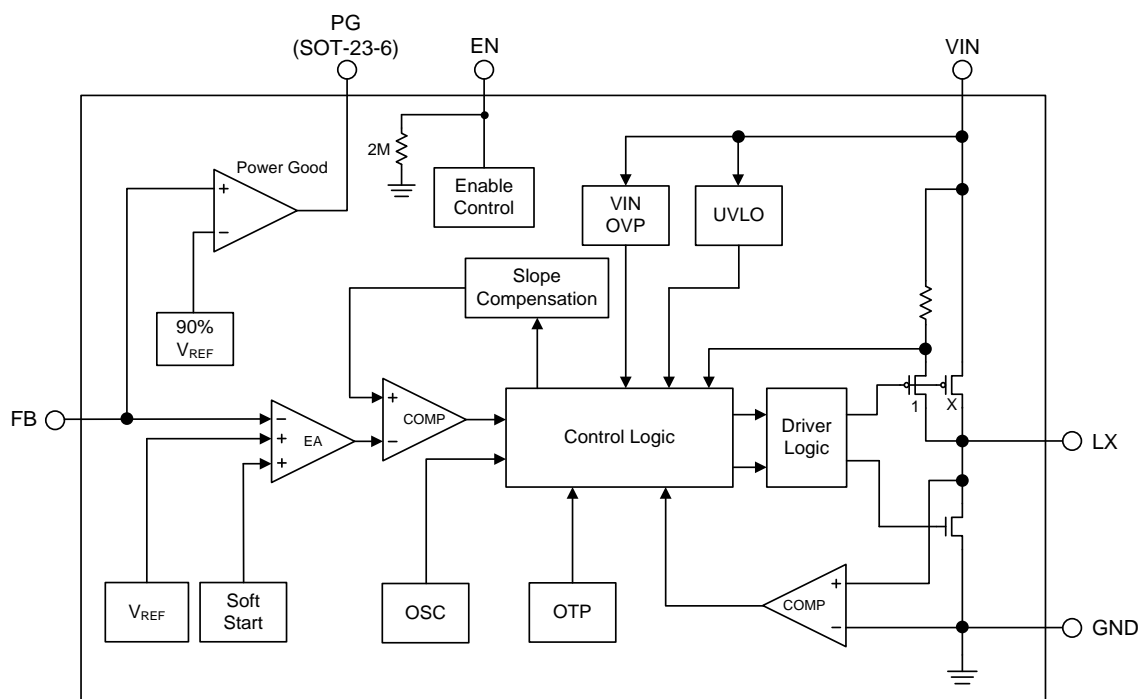 PG
(SOT-23-6)
EN
VIN
2M
Power Good
+
−
Enable
Control
VIN
OVP
UVLO
Slope
Compensation
90%
VREF
FB
−
+
+
EA
+
−
COMP
Control Logic
Driver
Logic
1
X
LX
VREF
Soft
Start
OSC
OTP
COMP
+
−
GND